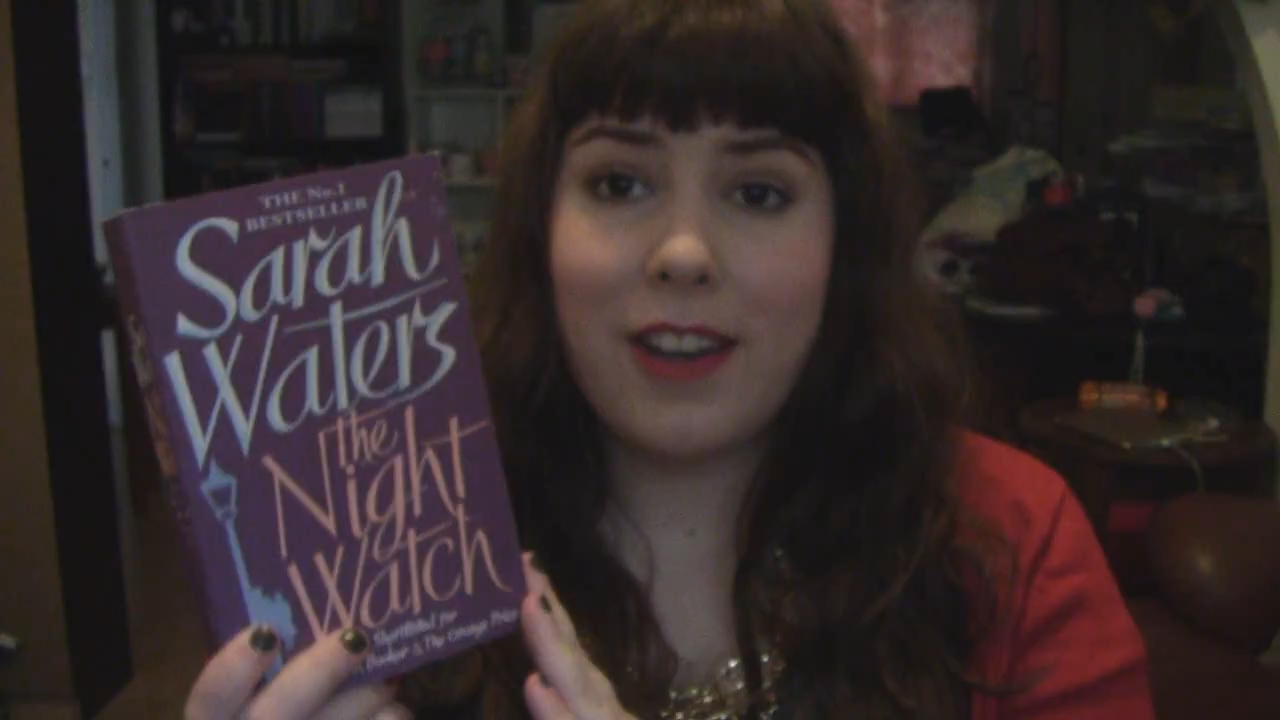 THE No.1
BESTSELLER
Sarah
Waters
The
Night
Watch
Shortlisted for
Booker & The Orange Prize